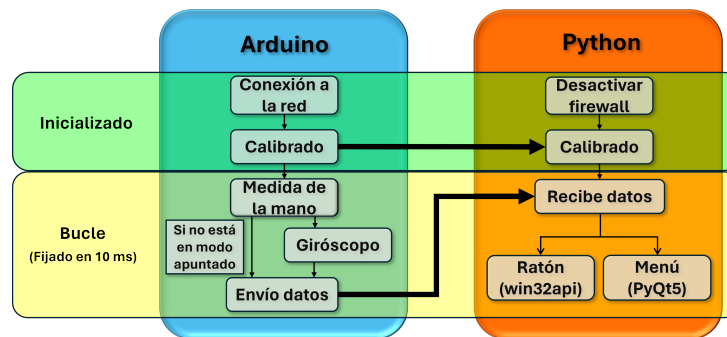 Arduino
Python
Inicializado
Conexión a
la red
Desactivar
firewall
Calibrado
Calibrado
Bucle
(Fijado en 10 ms)
Medida de
la mano
Recibe datos
Si no está
en modo
apuntado
Giróscopo
Envío datos
Ratón
(win32api)
Menú
(PyQt5)